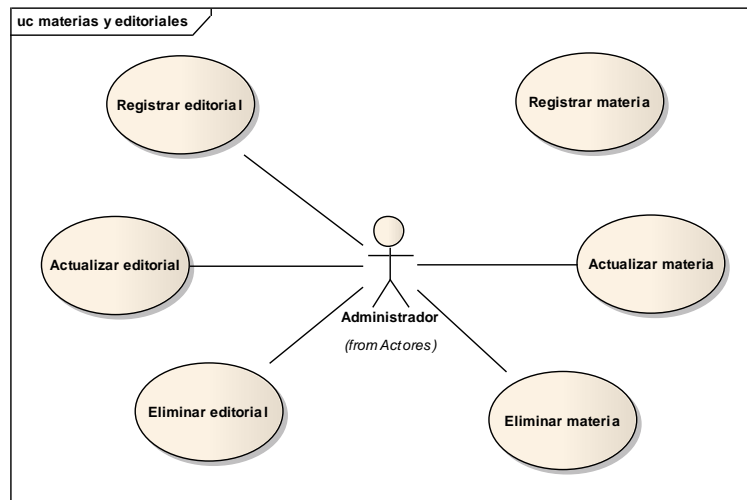 uc materias y editoriales
Registrar editorial
Registrar materia
Actualizar editorial
Actualizar materia
Administrador
(from Actores)
Eliminar editorial
Eliminar materia